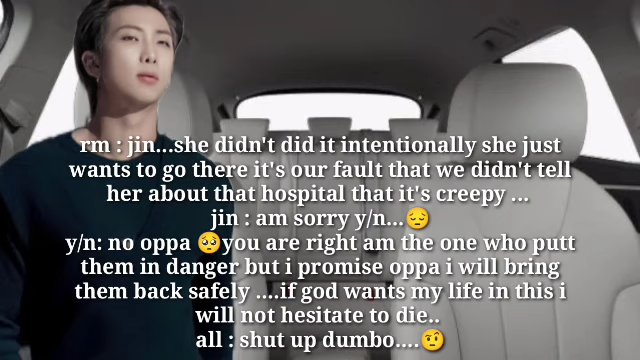 rm : jin...she didn't did it intentionally she just
wants to go there it's our fault that we didn't tell
her about that hospital that it's creepy ...
jin : am sorry y/n...😔
y/n: no oppa 🥺you are right am the one who putt
them in danger but i promise oppa i will bring
them back safely ....if god wants my life in this i
will not hesitate to die..
all : shut up dumbo....🤨